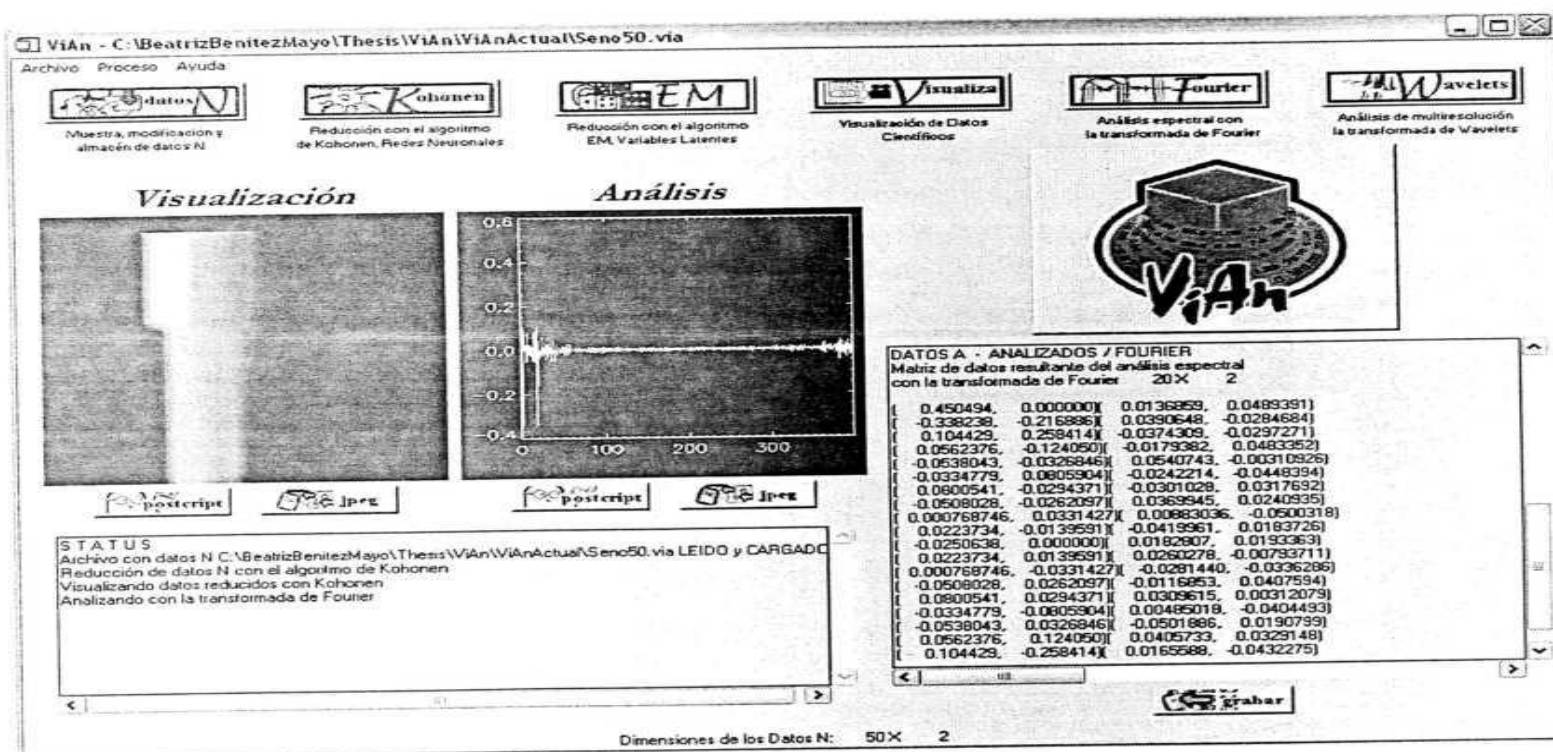 ViAn - C:\BeatrizBenitezMayo\Thesis\ViAn\ViAnActual\Seno50.via
Archivo Proceso Ayuda
datos N
Kohonen
EM
Visualiza
Fourier
Wavelets
Muestra, modificación y
almacén de datos N
Reducción con el algoritmo
de Kohonen, Redes Neuronales
Reducción con el algoritmo
EM, Variables Latentes
Visualización de Datos
Científicos
Análisis espectral con
la transformada de Fourier
Análisis de multiresolución
la transformada de Wavelets
Visualización
Análisis
0.6
0.4
0.2
0.0
-0.2
-0.4
0 100 200 300
ViAn
postcript
jpeg
postcript
jpeg
DATOS A - ANALIZADOS / FOURIER
Matriz de datos resultante del análisis espectral
con la transformada de Fourier 20 X 2
( 0.450494, 0.000000)( 0.0136859, 0.0489391)
( -0.338238, -0.216886)( 0.0390648, -0.0284684)
( 0.104429, 0.258414)( -0.0374309, -0.0297271)
( 0.0562376, -0.124050)( -0.0179382, 0.0483352)
( -0.0538043, -0.0326846)( 0.0540743, -0.00310926)
( -0.0334779, 0.0805904)( -0.0242214, -0.0448394)
( 0.0800541, -0.0294371)( -0.0301028, 0.0317692)
( -0.0508028, -0.0262097)( 0.0369945, 0.0240935)
( 0.000768746, 0.0331427)( 0.00883036, -0.0500318)
( 0.0223734, -0.0139591)( -0.0419961, 0.0183726)
( -0.0250638, 0.000000)( 0.0182807, 0.0193363)
( 0.0223734, 0.0139591)( 0.0260278, -0.00793711)
( 0.000768746, -0.0331427)( -0.0281440, -0.0336286)
( -0.0508028, 0.0262097)( -0.0116853, 0.0407594)
( 0.0800541, 0.0294371)( 0.0309615, 0.00312079)
( -0.0334779, -0.0805904)( 0.00485018, -0.0404493)
( -0.0538043, 0.0326846)( -0.0501886, 0.0190799)
( 0.0562376, 0.124050)( 0.0405733, 0.0329148)
( 0.104429, -0.258414)( 0.0165588, -0.0432275)
grabar
STATUS
Archivo con datos N C:\BeatrizBenitezMayo\Thesis\ViAn\ViAnActual\Seno50.via LEIDO y CARGADO
Reducción de datos N con el algoritmo de Kohonen
Visualizando datos reducidos con Kohonen
Analizando con la transformada de Fourier
Dimensiones de los Datos N: 50 X 2